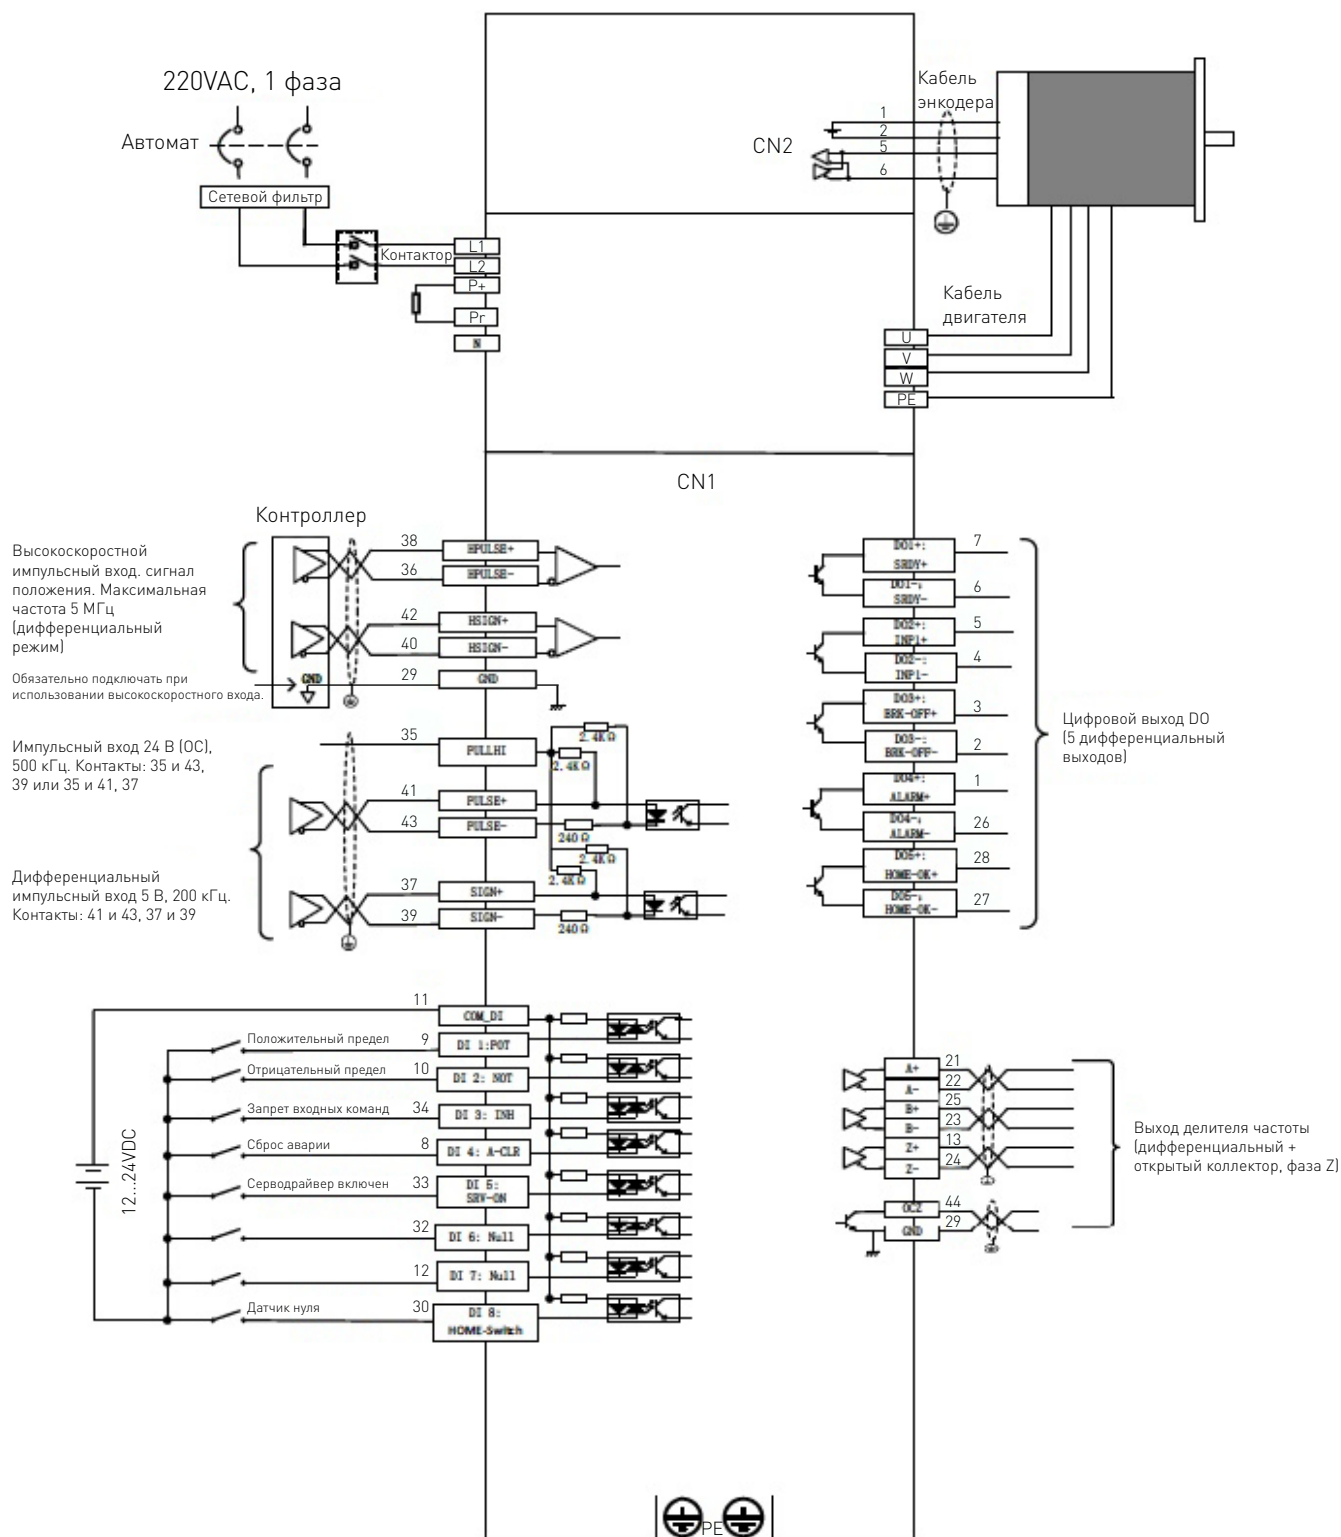 220VAC, 1 фаза
Автомат
Сетевой фильтр
Контактор
L1
L2
P+
Pr
N
CN2
1
2
5
6
Кабель
энкодера
Кабель
двигателя
U
V
W
PE
CN1
Контроллер
Высокоскоростной
импульсный вход. сигнал
положения. Максимальная
частота 5 МГц
(дифференциальный
режим)
Обязательно подключать при
использовании высокоскоростного входа.
GND
38
HPULSE+
36
HPULSE-
42
HSIGN+
40
HSIGN-
29
GND
Импульсный вход 24 В (ОС),
500 кГц. Контакты: 35 и 43,
39 или 35 и 41, 37
35
PULLHI
2.4KΩ
2.4KΩ
41
PULSE+
43
PULSE-
240Ω
2.4KΩ
2.4KΩ
Дифференциальный
импульсный вход 5 В, 200 кГц.
Контакты: 41 и 43, 37 и 39
37
SIGN+
39
SIGN-
240Ω
DO1+:
SRDY+
7
DO1-:
SRDY-
6
DO2+:
INP1+
5
DO2-:
INP1-
4
DO3+:
BRK-OFF+
3
DO3-:
BRK-OFF-
2
DO4+:
ALARM+
1
DO4-:
ALARM-
26
DO5+:
HOME-OK+
28
DO5-:
HOME-OK-
27
Цифровой выход DO
(5 дифференциальный
выходов)
12...24VDC
11
COM_DI
Положительный предел
9
DI 1:POT
Отрицательный предел
10
DI 2: NOT
Запрет входных команд
34
DI 3: INH
Сброс аварии
8
DI 4: A-CLR
Серводрайвер включен
33
DI 5:
SRV-ON
32
DI 6: Null
12
DI 7: Null
Датчик нуля
30
DI 8:
HOME-Switch
A+
21
A-
22
B+
25
B-
23
Z+
13
Z-
24
OCZ
44
GND
29
Выход делителя частоты
(дифференциальный +
открытый коллектор, фаза Z)
PE